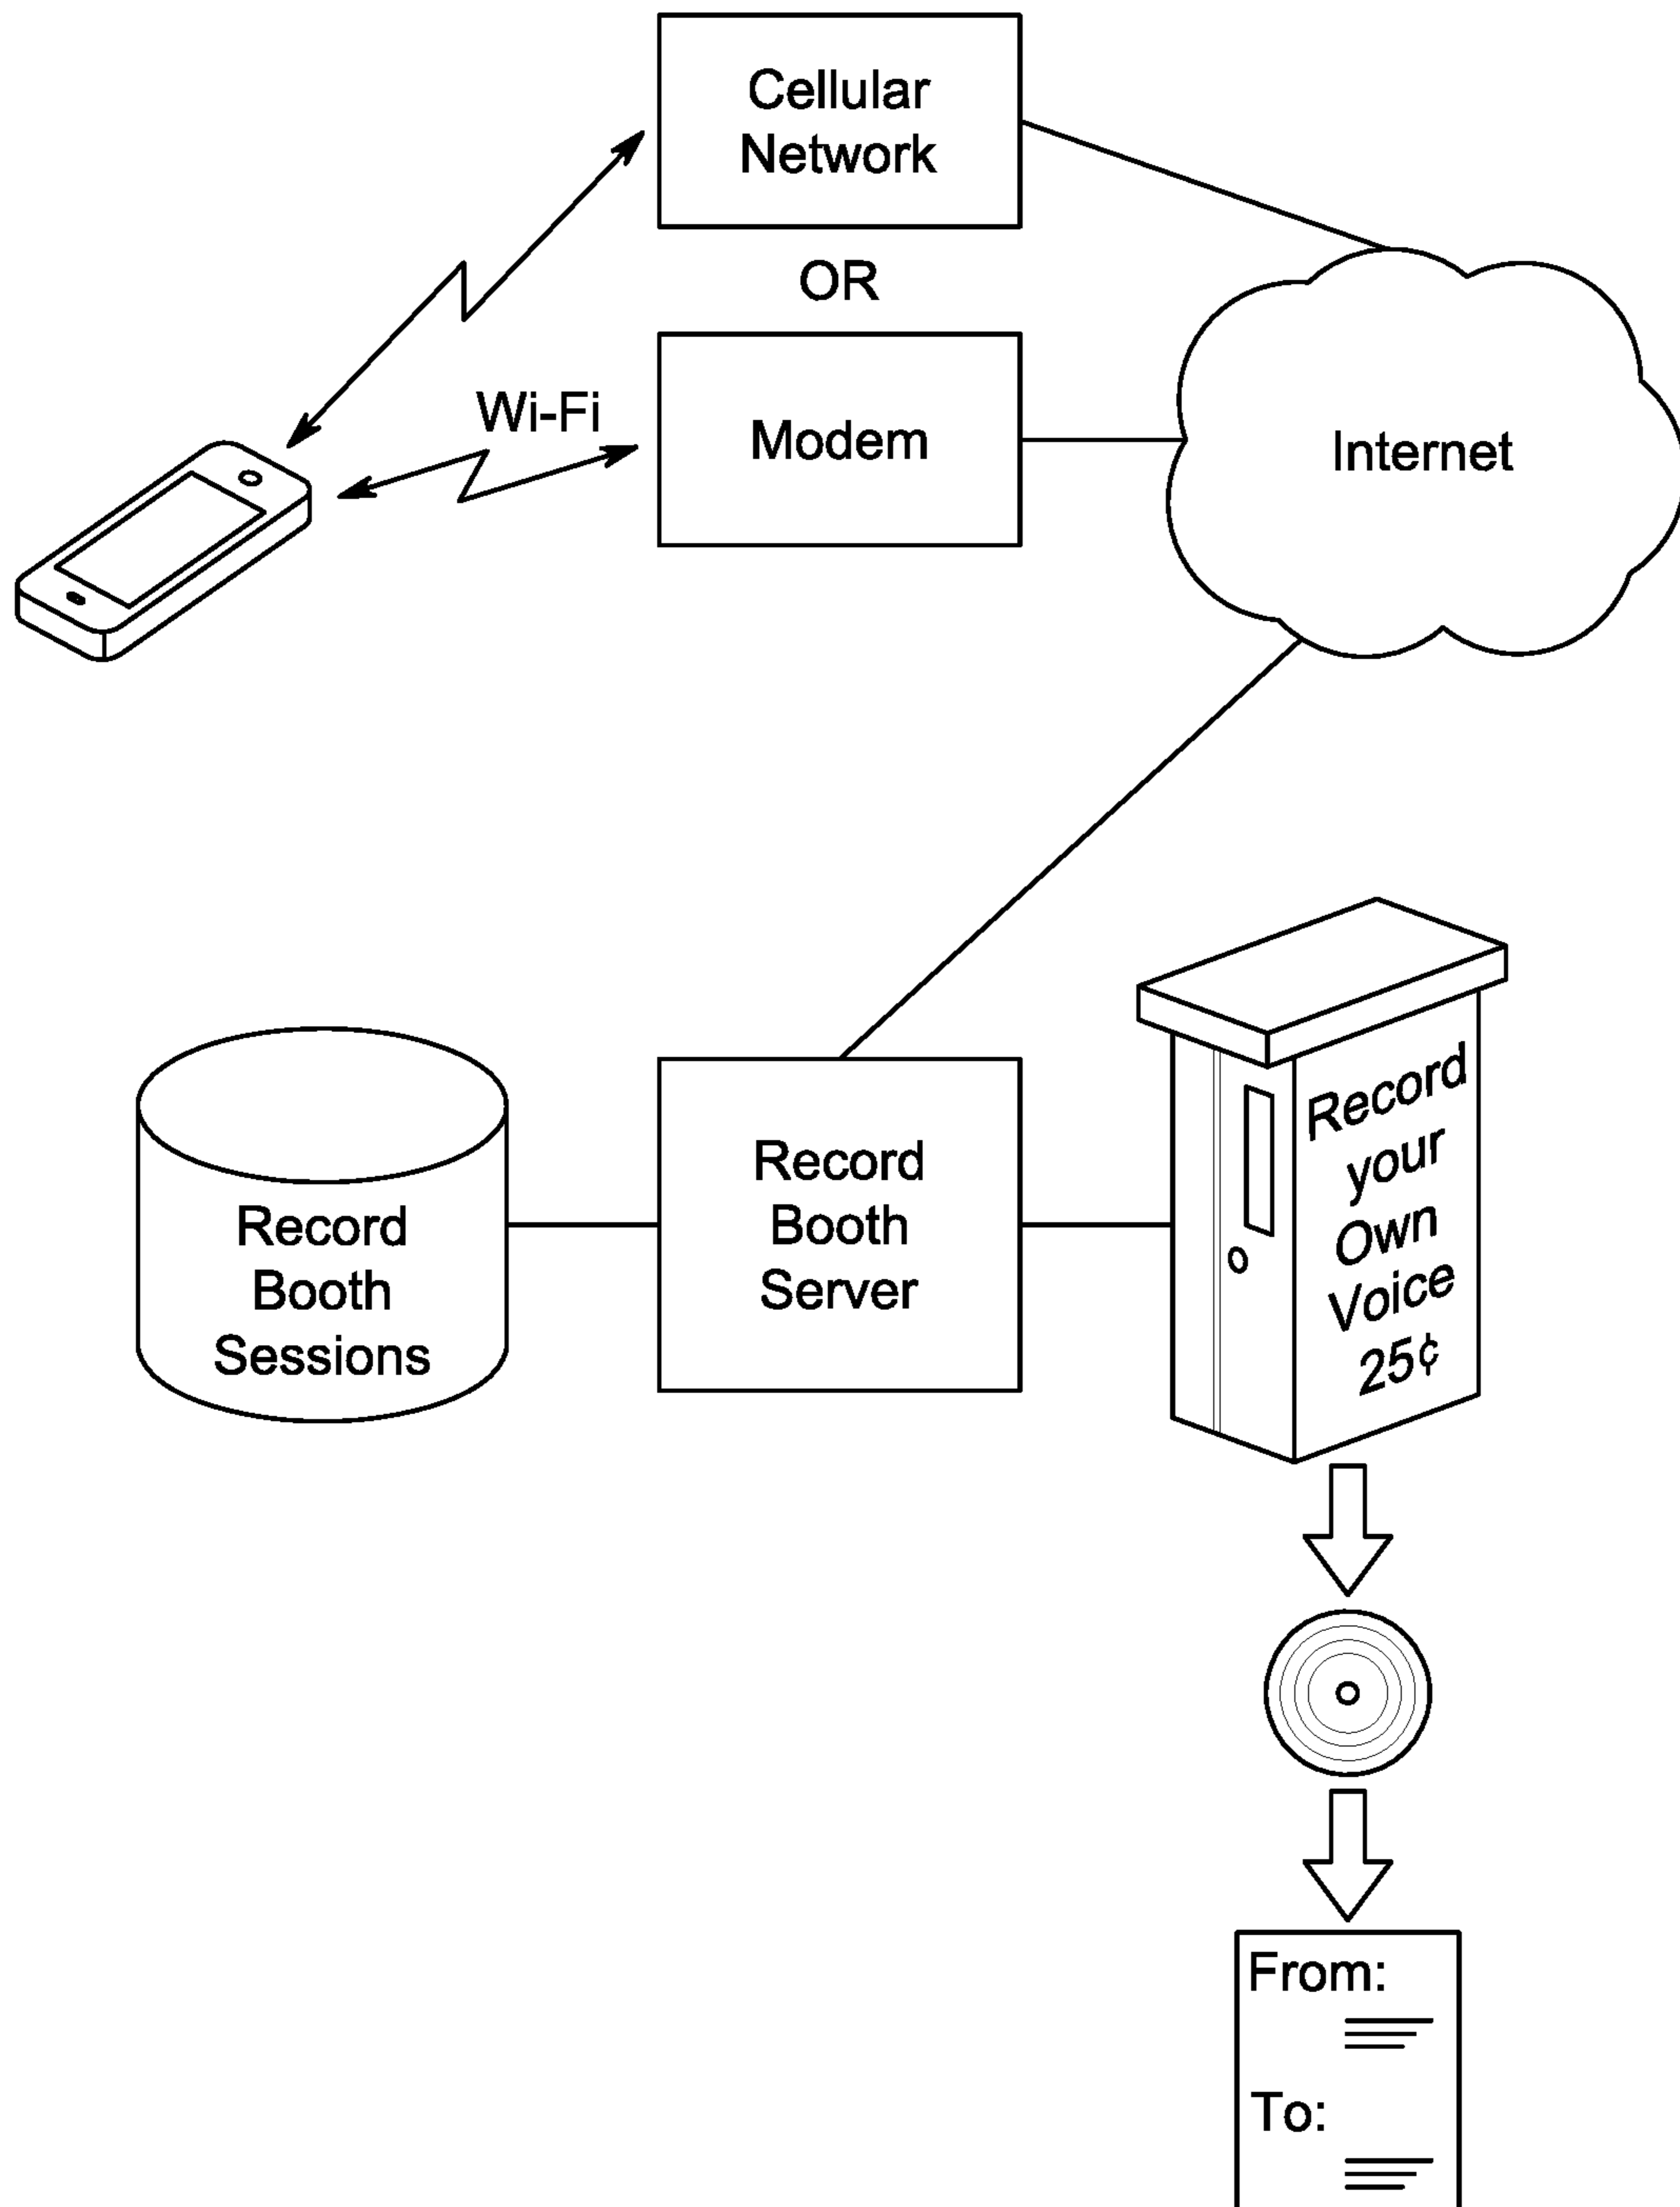 Cellular
Network
OR
Wi-Fi
Modem
Internet
Record
Booth
Sessions
Record
Booth
Server
Record
your
Own
Voice
25¢
From:
To: